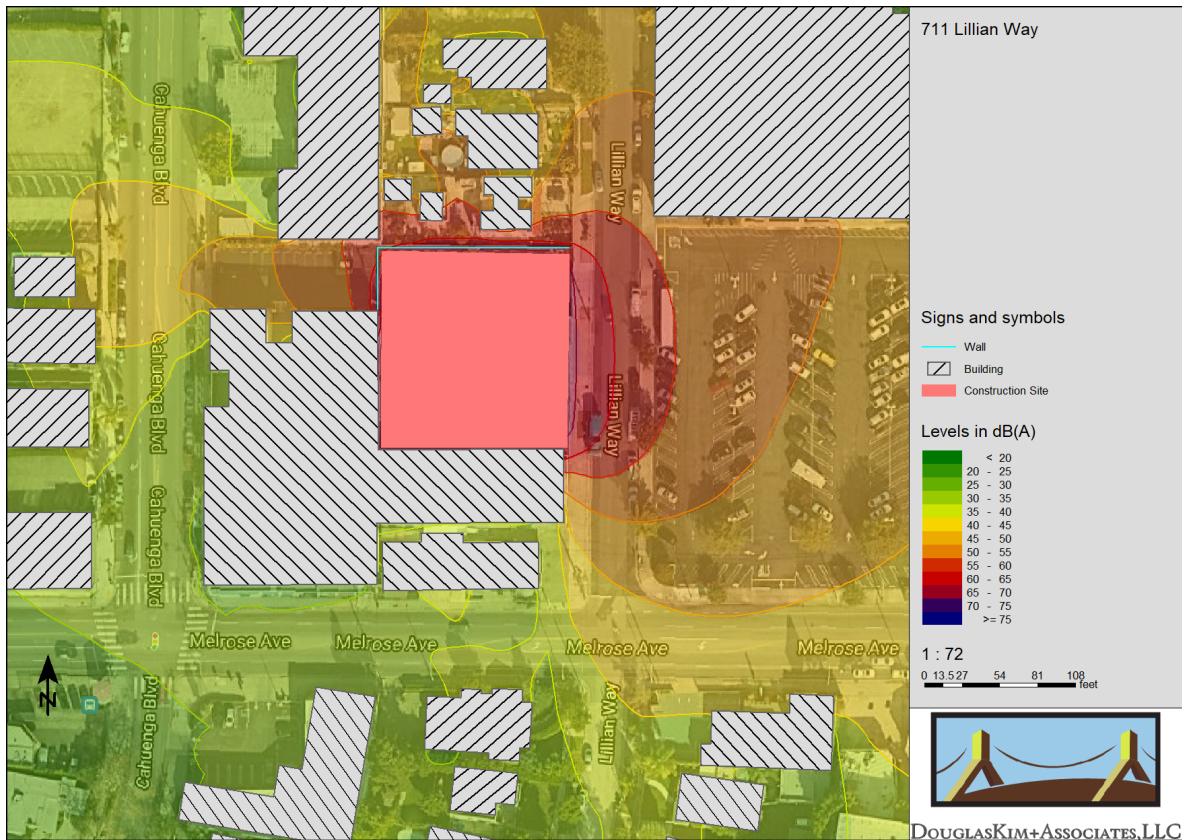 711 Lillian Way
Cahuenga Blvd
Lillian Way
Cahuenga Blvd
Lillian Way
Cahuenga Blvd
Melrose Ave
Melrose Ave
Melrose Ave
Melrose Ave
Cahuenga Blvd
Lillian Way
N
Signs and symbols
Wall
Building
Construction Site
Levels in dB(A)
< 20
20 - 25
25 - 30
30 - 35
35 - 40
40 - 45
45 - 50
50 - 55
55 - 60
60 - 65
65 - 70
70 - 75
>= 75
1 : 72
0 13.5 27 54 81 108
feet
DOUGLASKIM+ASSOCIATES, LLC